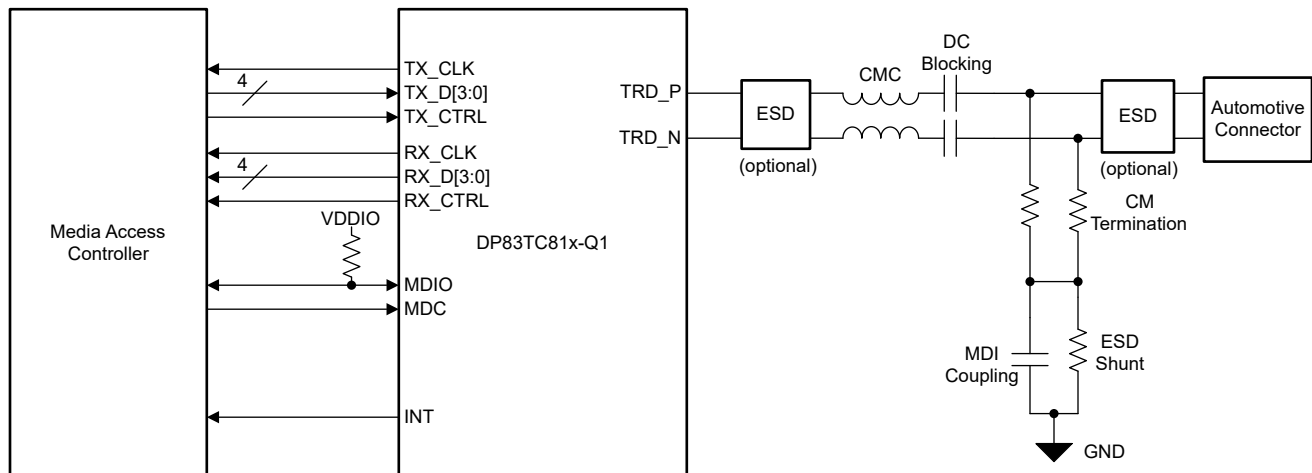 Media Access
Controller
4
4
VDDIO
TX_CLK
TX_D[3:0]
TX_CTRL
RX_CLK
RX_D[3:0]
RX_CTRL
MDIO
MDC
INT
DP83TC81x-Q1
TRD_P
TRD_N
ESD
(optional)
CMC
DC
Blocking
ESD
(optional)
Automotive
Connector
CM
Termination
MDI
Coupling
ESD
Shunt
GND